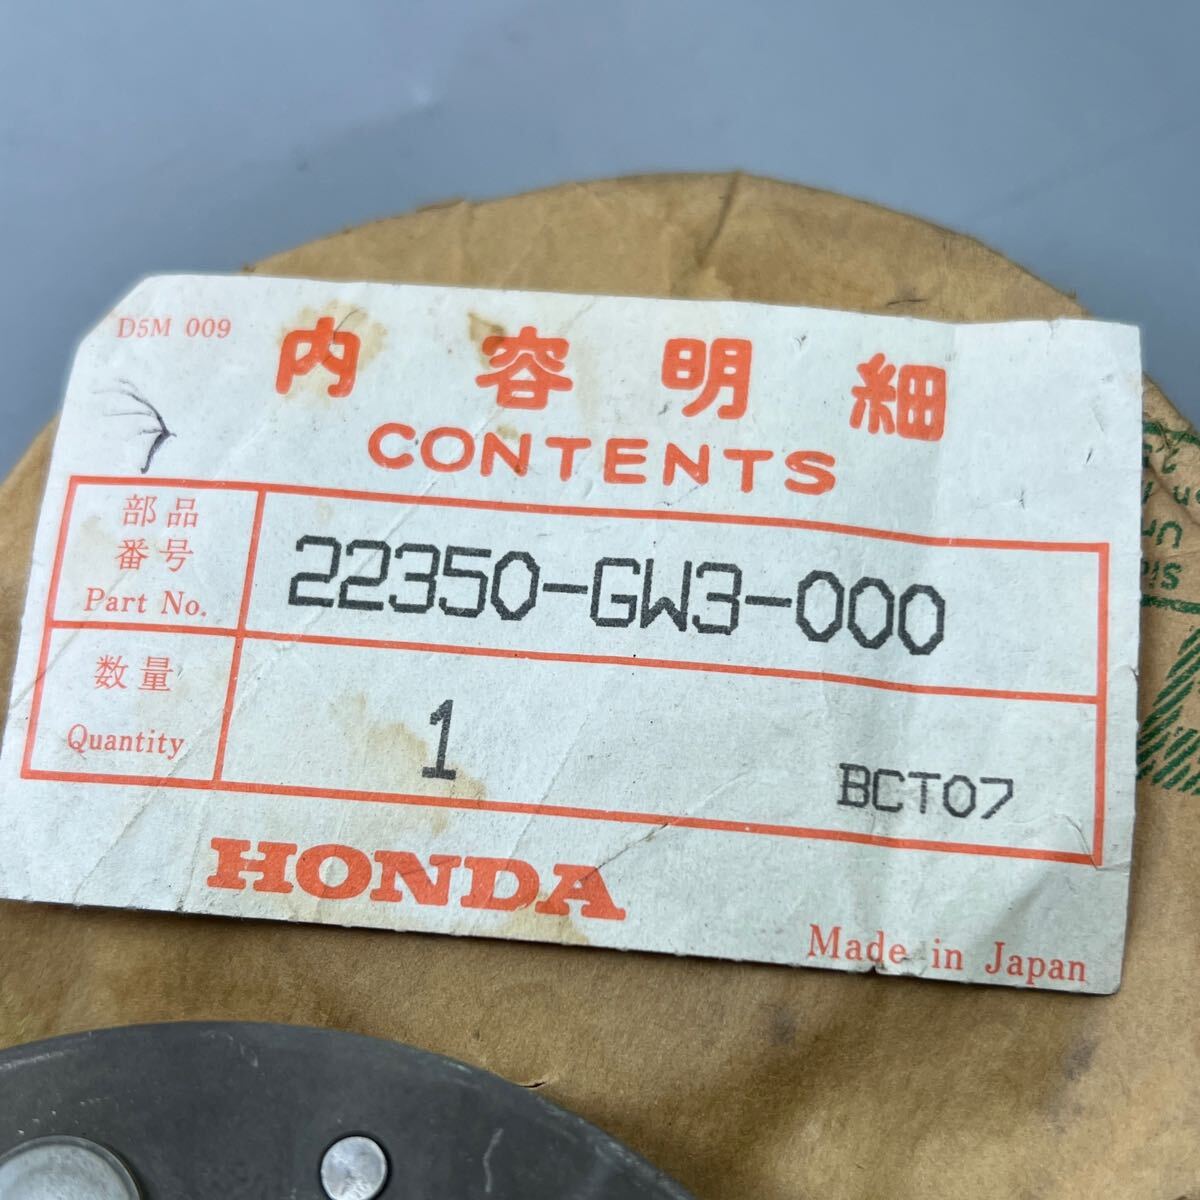 D5M 009
内容明細
CONTENTS
部品
番号
Part No.
22350-GW3-000
数量
Quantity
1
BCT07
HONDA
Made in Japan